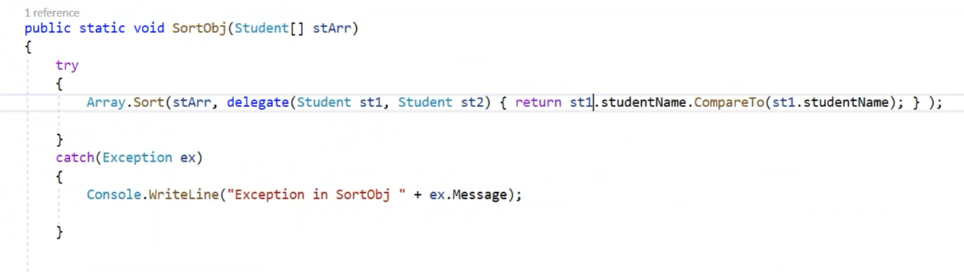 1 reference
public static void SortObj(Student[] stArr)
{
try
{
Array.Sort(stArr, delegate(Student st1, Student st2) { return st1.studentName.CompareTo(st1.studentName); } );
}
catch(Exception ex)
{
Console.WriteLine("Exception in SortObj " + ex.Message);
}